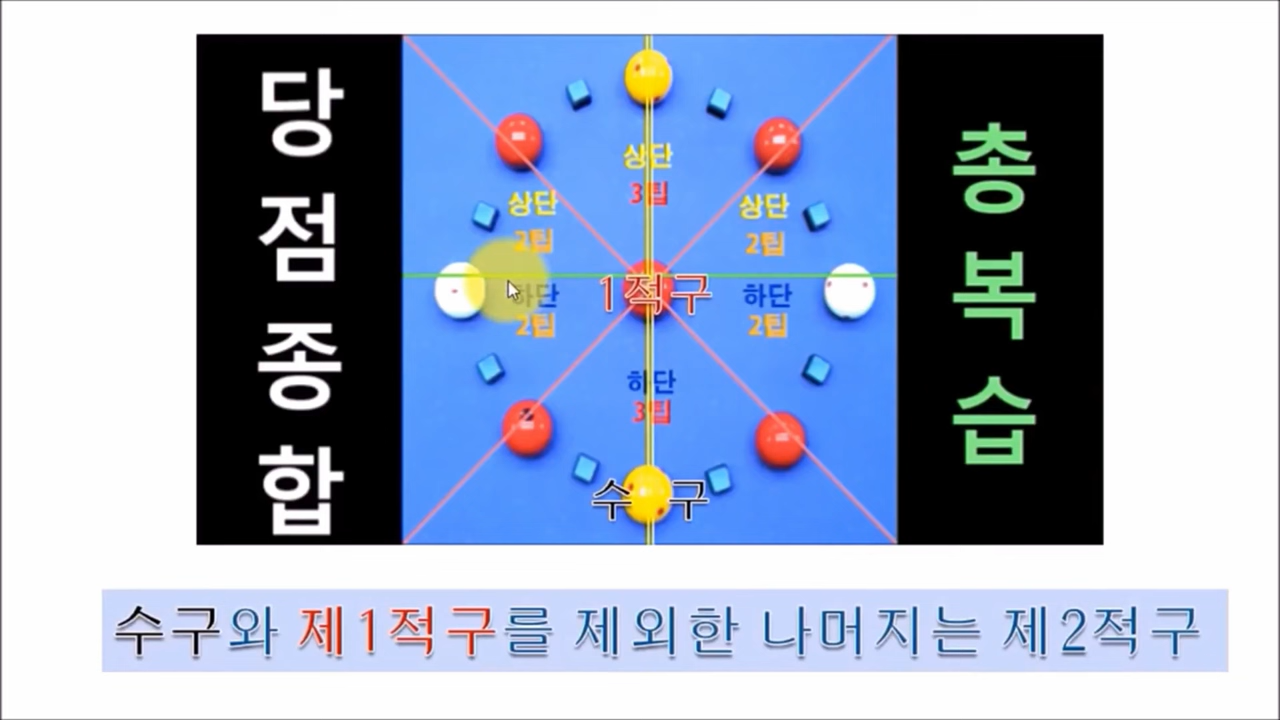 당점종합
총복습
상단
3팁
상단
2팁
상단
2팁
1적구
하단
2팁
하단
2팁
하단
3팁
수구
수구와 제1적구를 제외한 나머지는 제2적구